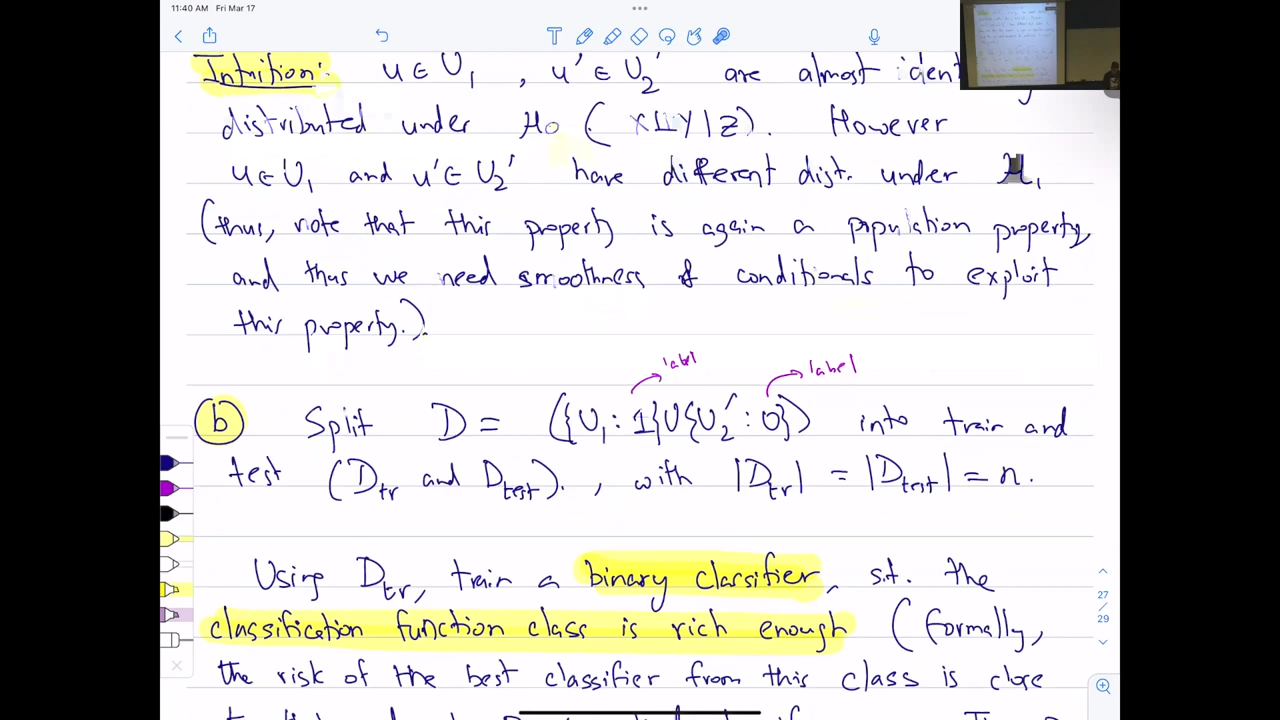 11:40 AM Fri Mar 17
Intuition: u ∈ U₁ , u' ∈ U₂' are almost ident
distributed under H₀ ( X⊥⊥Y|Z). However
u ∈ U₁ and u' ∈ U₂' have different dist. under H₁
(thus, note that this property is again a population property,
and thus we need smoothness of conditionals to exploit
this property.)
label label
b Split D = ({U₁ : 1}∪{U₂' : 0}) into train and
test (D_tr and D_test). , with |D_tr| = |D_test| = n.
Using D_tr, train a binary classifier, s.t. the
classification function class is rich enough (formally,
the risk of the best classifier from this class is close
27
/
29